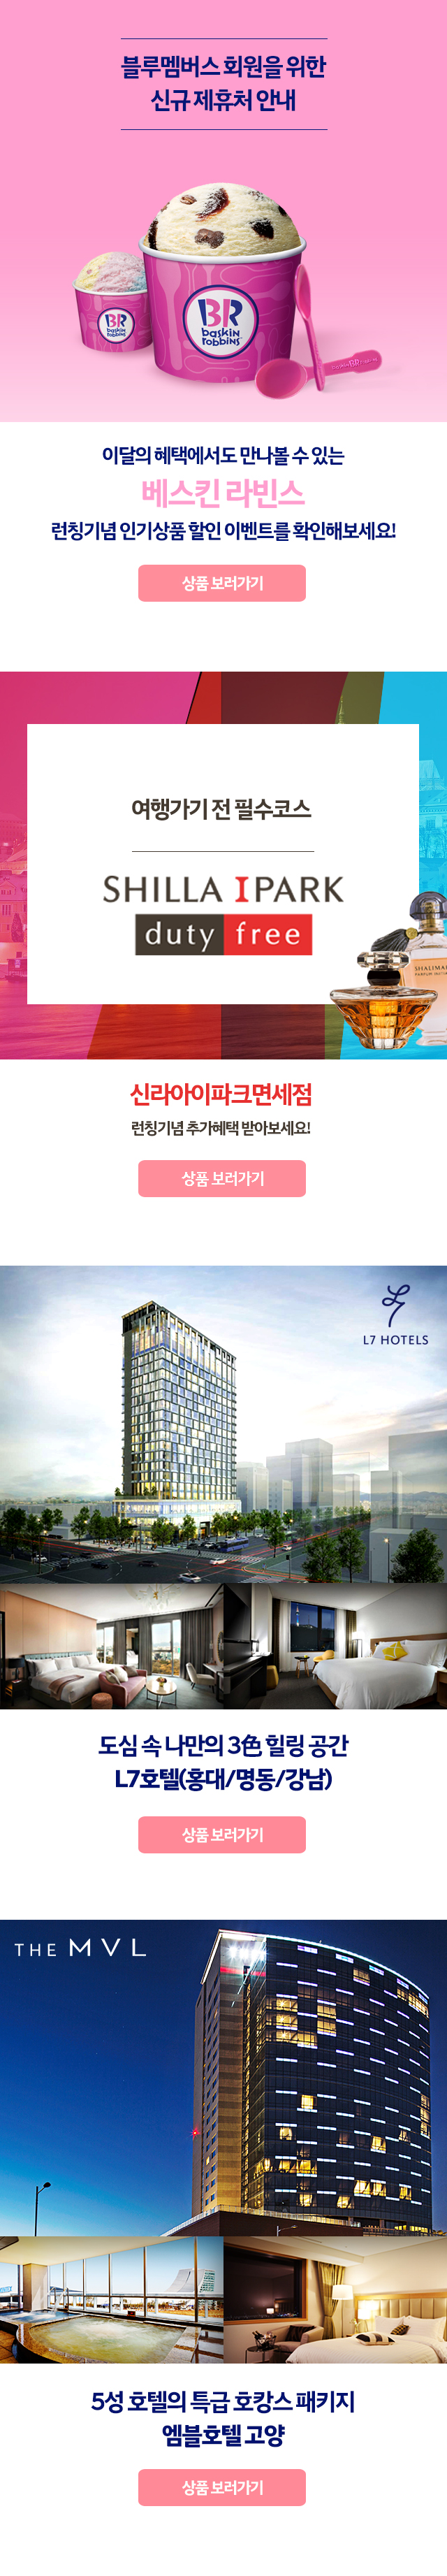 블루멤버스 회원을 위한
신규 제휴처 안내
BR
baskin
robbins
BR
baskin
robbins
baskin BR robbins
이달의 혜택에서도 만나볼 수 있는
베스킨 라빈스
런칭기념 인기상품 할인 이벤트를 확인해보세요!
상품 보러가기
여행가기 전 필수코스
SHILLA IPARK
duty free
SHALIMAR
신라아이파크면세점
런칭기념 추가혜택 받아보세요!
상품 보러가기
L7 HOTELS
도심 속 나만의 3色 힐링 공간
L7호텔(홍대/명동/강남)
상품 보러가기
THE MVL
5성 호텔의 특급 호캉스 패키지
엠블호텔 고양
상품 보러가기